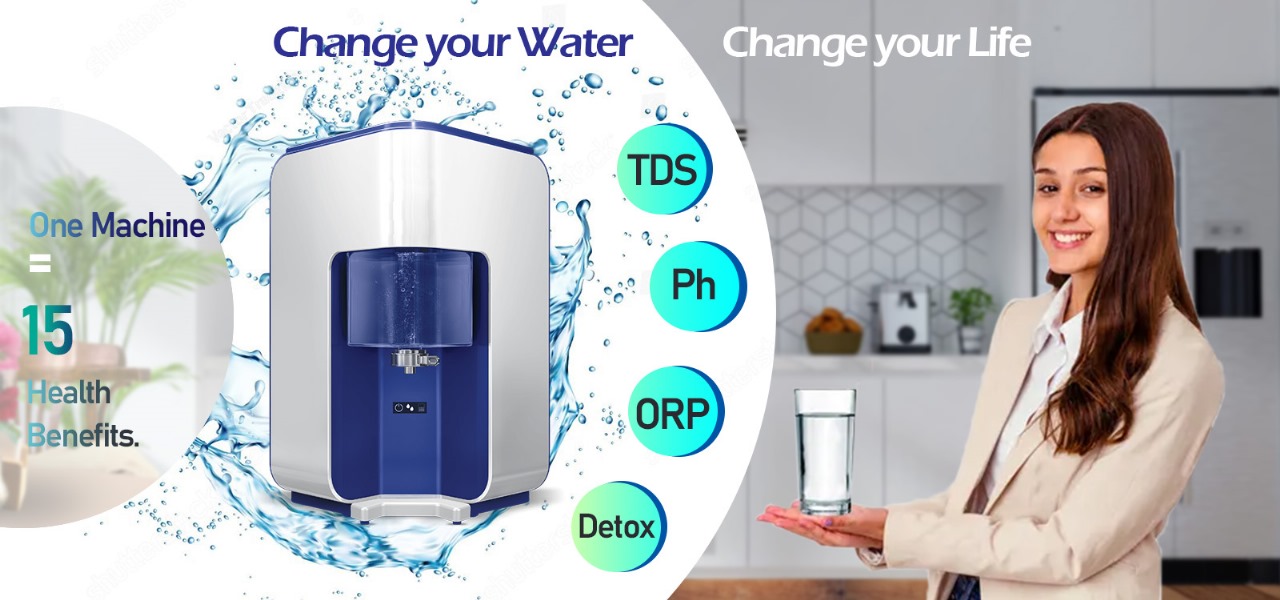 Change your Water
Change your Life
One Machine
=
15
Health
Benefits.
TDS
Ph
ORP
Detox